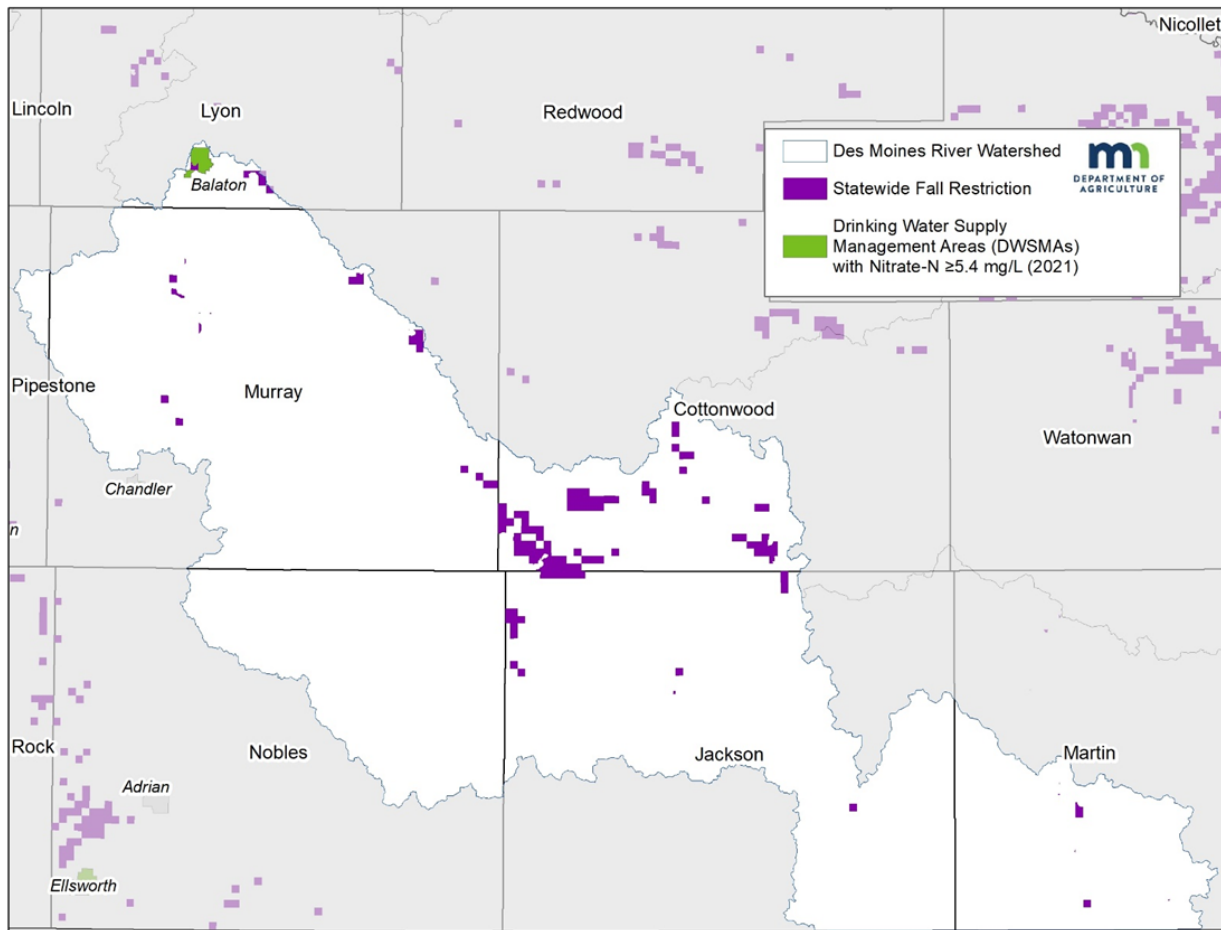 Nicollet
Lincoln
Lyon
Redwood
Des Moines River Watershed
mn
DEPARTMENT OF
AGRICULTURE
Statewide Fall Restriction
Drinking Water Supply
Management Areas (DWSMAs)
with Nitrate-N ≥5.4 mg/L (2021)
Balaton
Pipestone
Murray
Cottonwood
Watonwan
Chandler
n
Rock
Nobles
Jackson
Martin
Adrian
Ellsworth